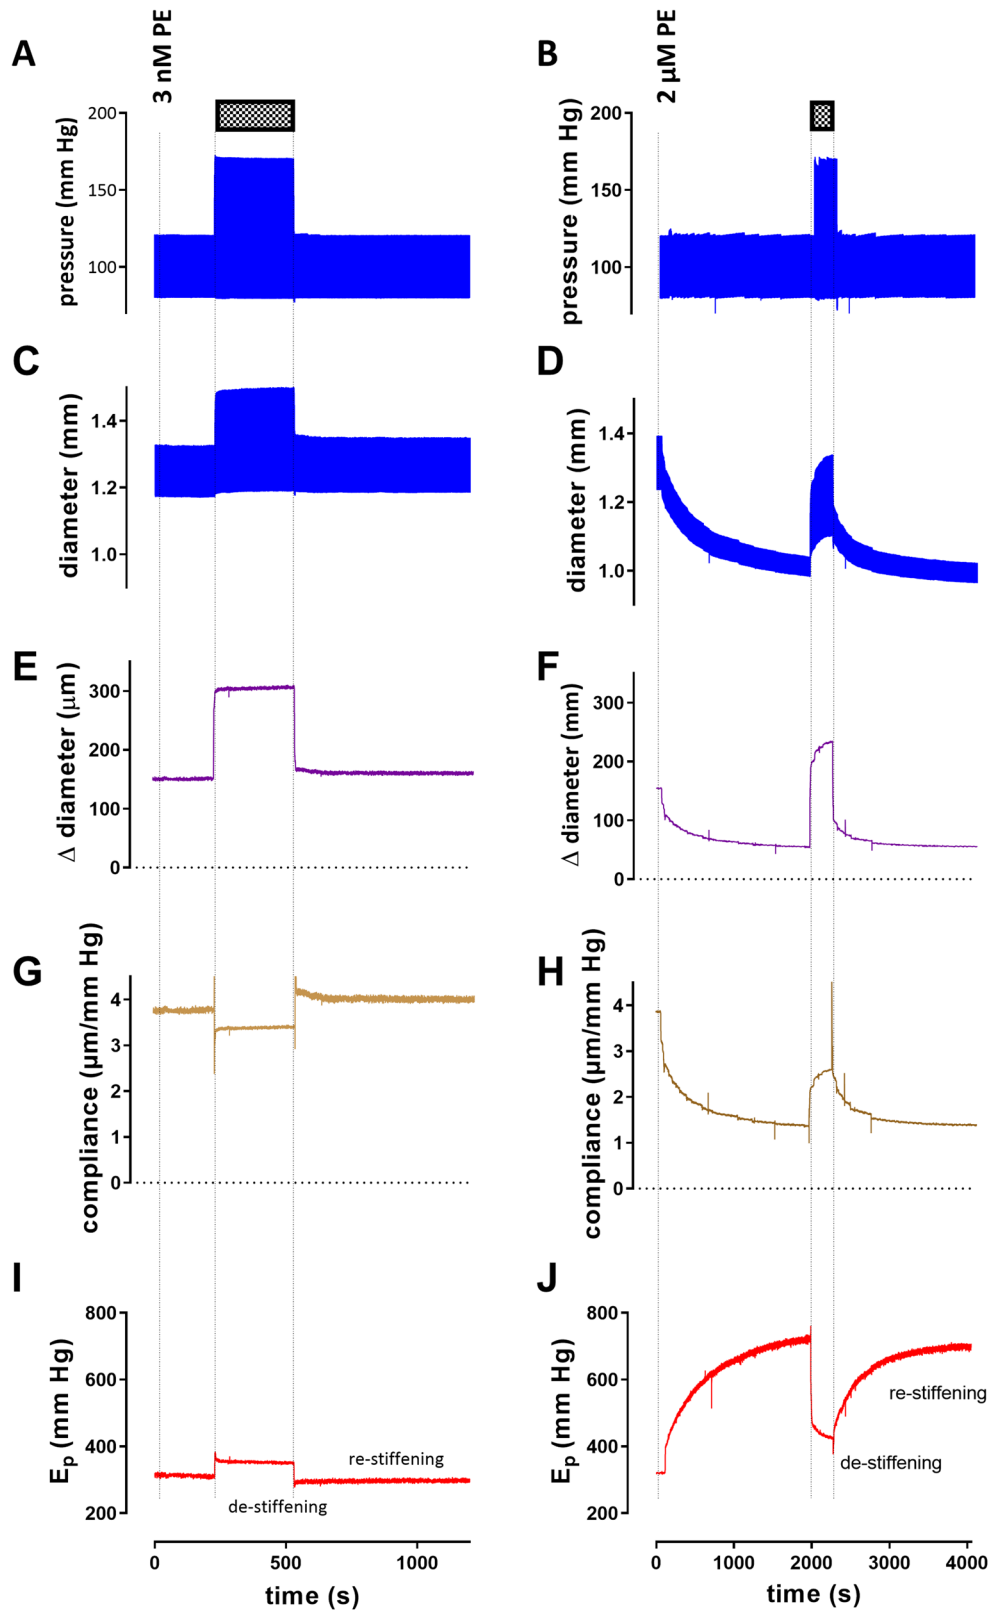 A
3 nM PE
200
150
100
pressure (mm Hg)
B
2 µM PE
200
150
100
pressure (mm Hg)
C
1.4
1.2
1.0
diameter (mm)
D
1.4
1.2
1.0
diameter (mm)
E
300
200
100
0
Δ diameter (µm)
F
300
200
100
0
Δ diameter (mm)
G
4
3
2
1
0
compliance (µm/mm Hg)
H
4
3
2
1
0
compliance (µm/mm Hg)
I
800
600
400
200
Ep (mm Hg)
re-stiffening
de-stiffening
0
500
1000
time (s)
J
800
600
400
200
Ep (mm Hg)
re-stiffening
de-stiffening
0
1000
2000
3000
4000
time (s)